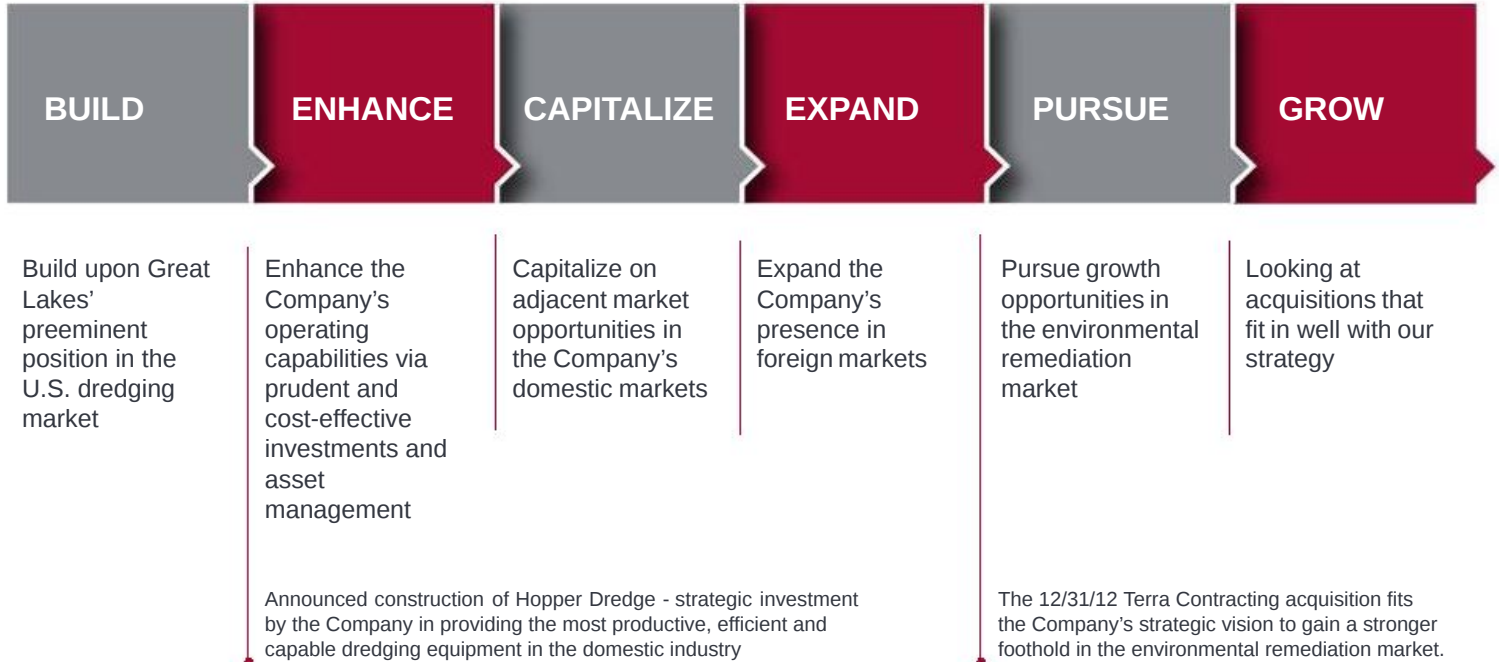 BUILD
ENHANCE
CAPITALIZE
EXPAND
PURSUE
GROW
Build upon Great
Lakes’
preeminent
position in the
U.S. dredging
market
Enhance the
Company’s
operating
capabilities via
prudent and
cost-effective
investments and
asset
management
Capitalize on
adjacent market
opportunities in
the Company’s
domestic markets
Expand the
Company’s
presence in
foreign markets
Pursue growth
opportunities in
the environmental
remediation
market
Looking at
acquisitions that
fit in well with our
strategy
Announced construction of Hopper Dredge - strategic investment
by the Company in providing the most productive, efficient and
capable dredging equipment in the domestic industry
The 12/31/12 Terra Contracting acquisition fits
the Company’s strategic vision to gain a stronger
foothold in the environmental remediation market.